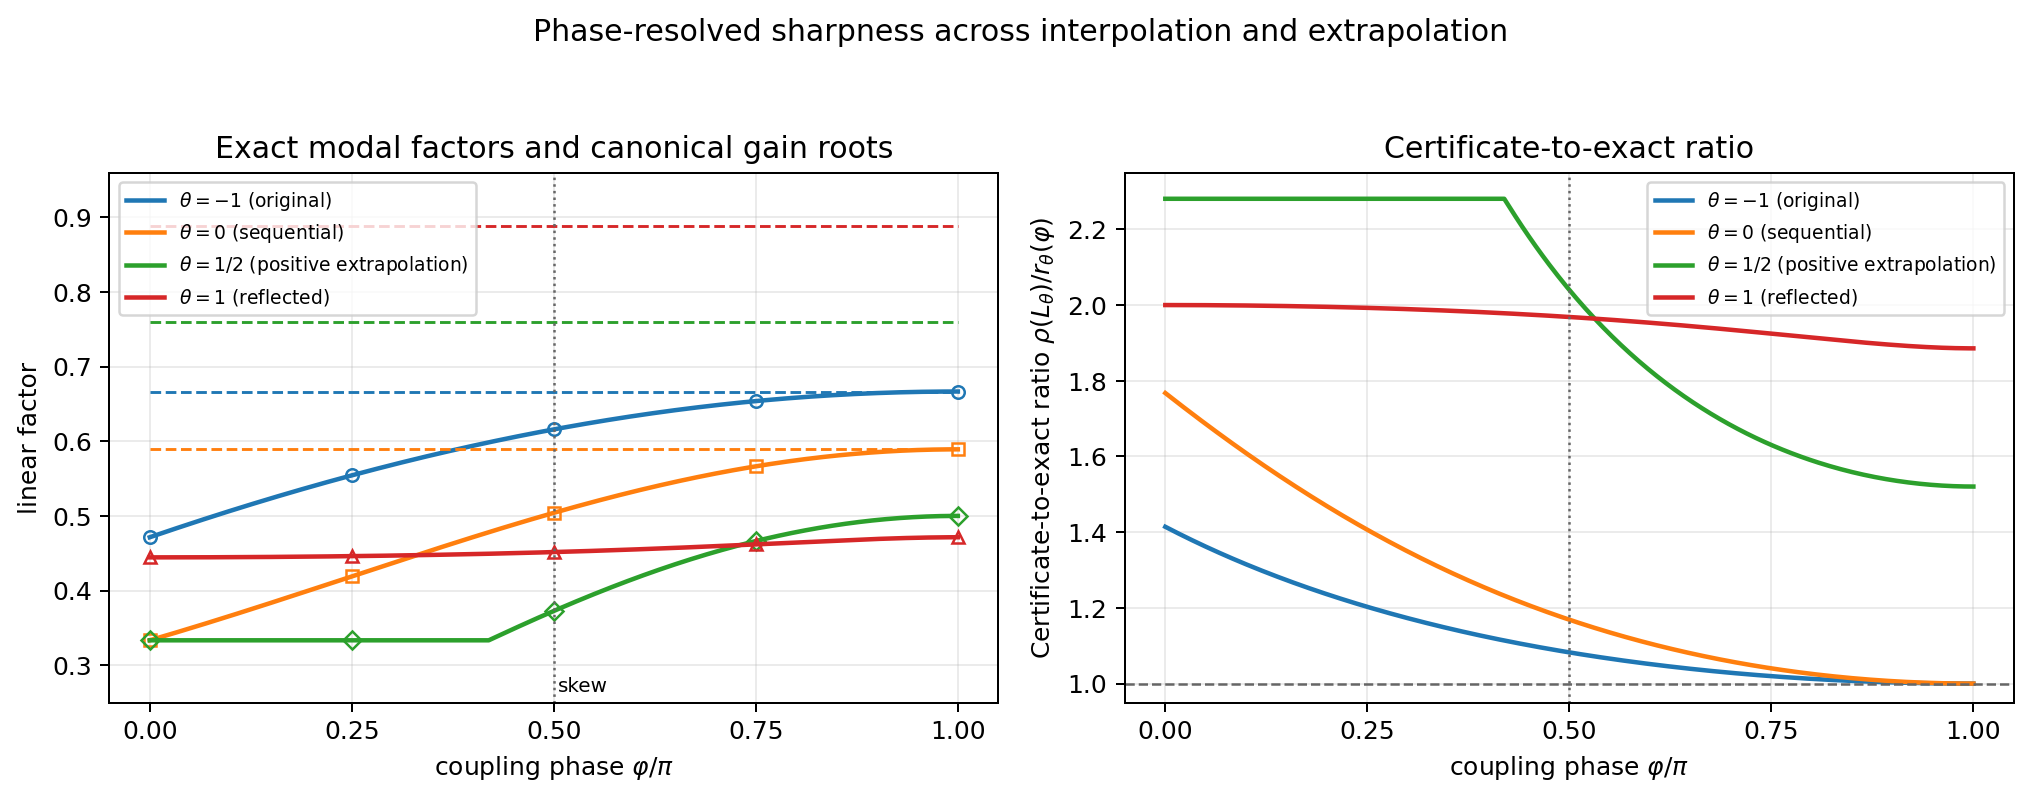 Phase-resolved sharpness across interpolation and extrapolation
Exact modal factors and canonical gain roots
linear factor
0.9
0.8
0.7
0.6
0.5
0.4
0.3
θ = −1 (original)
θ = 0 (sequential)
θ = 1/2 (positive extrapolation)
θ = 1 (reflected)
skew
0.00 0.25 0.50 0.75 1.00
coupling phase φ/π
Certificate-to-exact ratio
Certificate-to-exact ratio ρ(L_θ)/r_θ(φ)
2.2
2.0
1.8
1.6
1.4
1.2
1.0
θ = −1 (original)
θ = 0 (sequential)
θ = 1/2 (positive extrapolation)
θ = 1 (reflected)
0.00 0.25 0.50 0.75 1.00
coupling phase φ/π